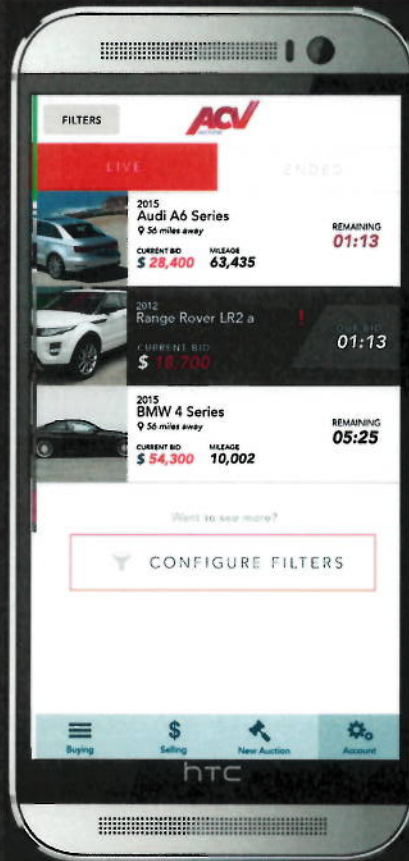 FILTERS
ACV
LIVE
ENDED
2015
Audi A6 Series
56 miles away
REMAINING
01:13
CURRENT BID
MILEAGE
$ 28,400
63,435
2012
Range Rover LR2 a
!
OUR BID
01:13
CURRENT BID
$ 18,700
2015
BMW 4 Series
56 miles away
REMAINING
05:25
CURRENT BID
MILEAGE
$ 54,300
10,002
Want to see more?
CONFIGURE FILTERS
$
Buying
Selling
New Auction
Account
hTC